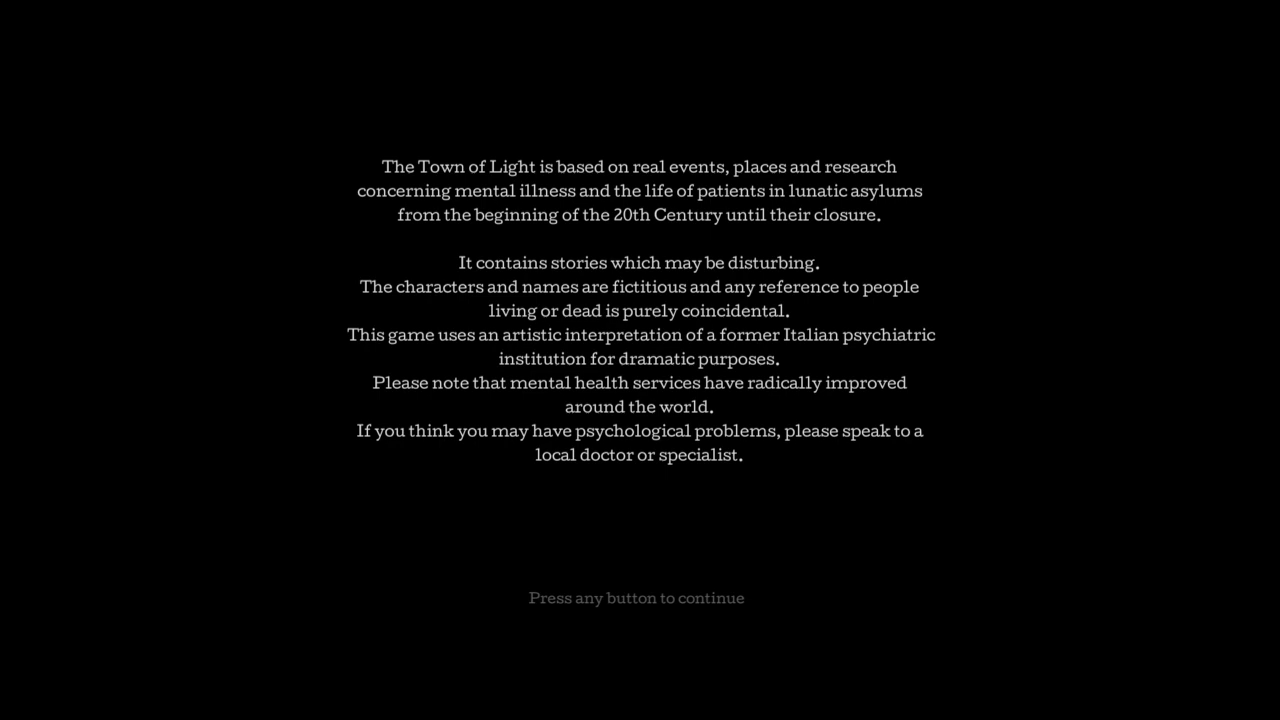 The Town of Light is based on real events, places and research
concerning mental illness and the life of patients in lunatic asylums
from the beginning of the 20th Century until their closure.
It contains stories which may be disturbing.
The characters and names are fictitious and any reference to people
living or dead is purely coincidental.
This game uses an artistic interpretation of a former Italian psychiatric
institution for dramatic purposes.
Please note that mental health services have radically improved
around the world.
If you think you may have psychological problems, please speak to a
local doctor or specialist.
Press any button to continue